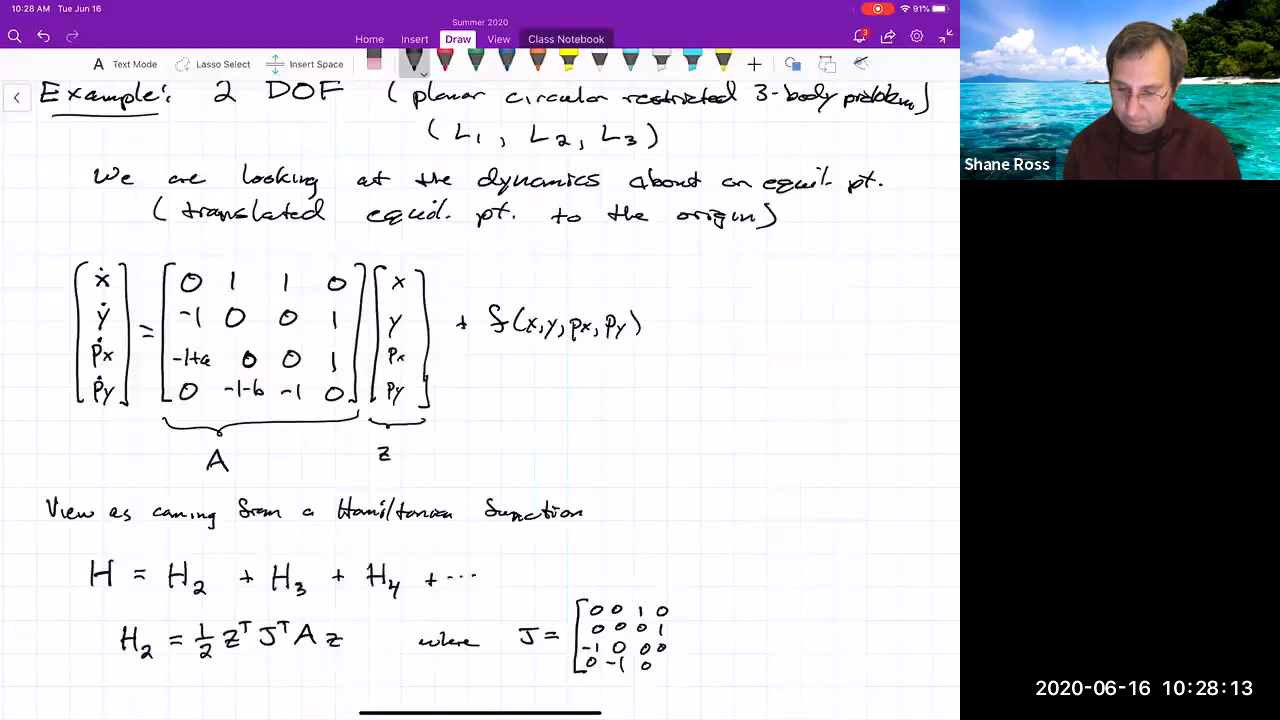 10:28 AM Tue Jun 16
91%
Summer 2020
Home Insert Draw View Class Notebook
3
A Text Mode Lasso Select Insert Space
Example: 2 DOF (planar circular restricted 3-body problem)
(L1, L2, L3)
We are looking at the dynamics about an equil. pt.
(translated equil. pt. to the origin)
[ẋ] = [0 1 1 0] [x]
[ẏ] [-1 0 0 1] [y] + f(x,y,px,py)
[ṗx] [-1+a 0 0 1] [px]
[ṗy] [0 -1-b -1 0] [py]
A z
View as coming from a Hamiltonian function
H = H2 + H3 + H4 + ...
H2 = 1/2 z^T J^T A z where J = [0 0 1 0
0 0 0 1
-1 0 0 0
0 -1 0
Shane Ross
2020-06-16 10:28:13